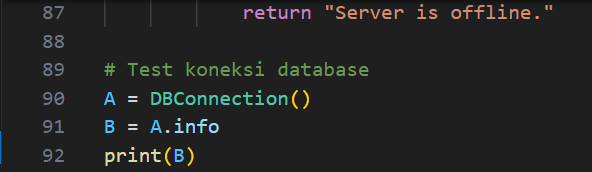 87 return "Server is offline."
88
89 # Test koneksi database
90 A = DBConnection()
91 B = A.info
92 print(B)